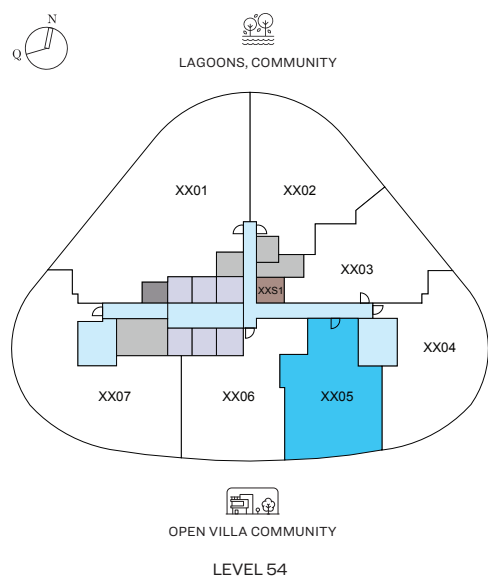 N
Q
LAGOONS, COMMUNITY
XX01
XX02
XX03
XXS1
XX04
XX05
XX06
XX07
OPEN VILLA COMMUNITY
LEVEL 54